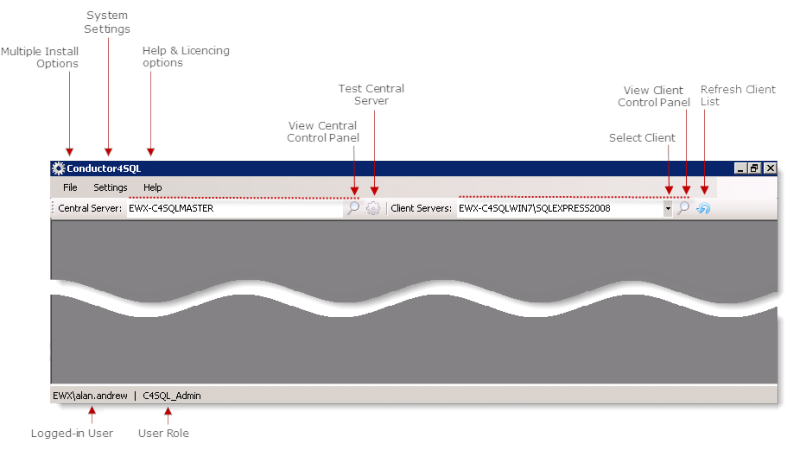 System
Settings
Multiple Install
Options
Help & Licencing
options
Test Central
Server
View Client
Control Panel
Refresh Client
List
View Central
Control Panel
Select Client
Conductor4SQL
File Settings Help
Central Server: EWX-C4SQLMASTER Client Servers: EWX-C4SQLWIN7\SQLEXPRESS2008
EWX\alan.andrew | C4SQL_Admin
Logged-in User
User Role